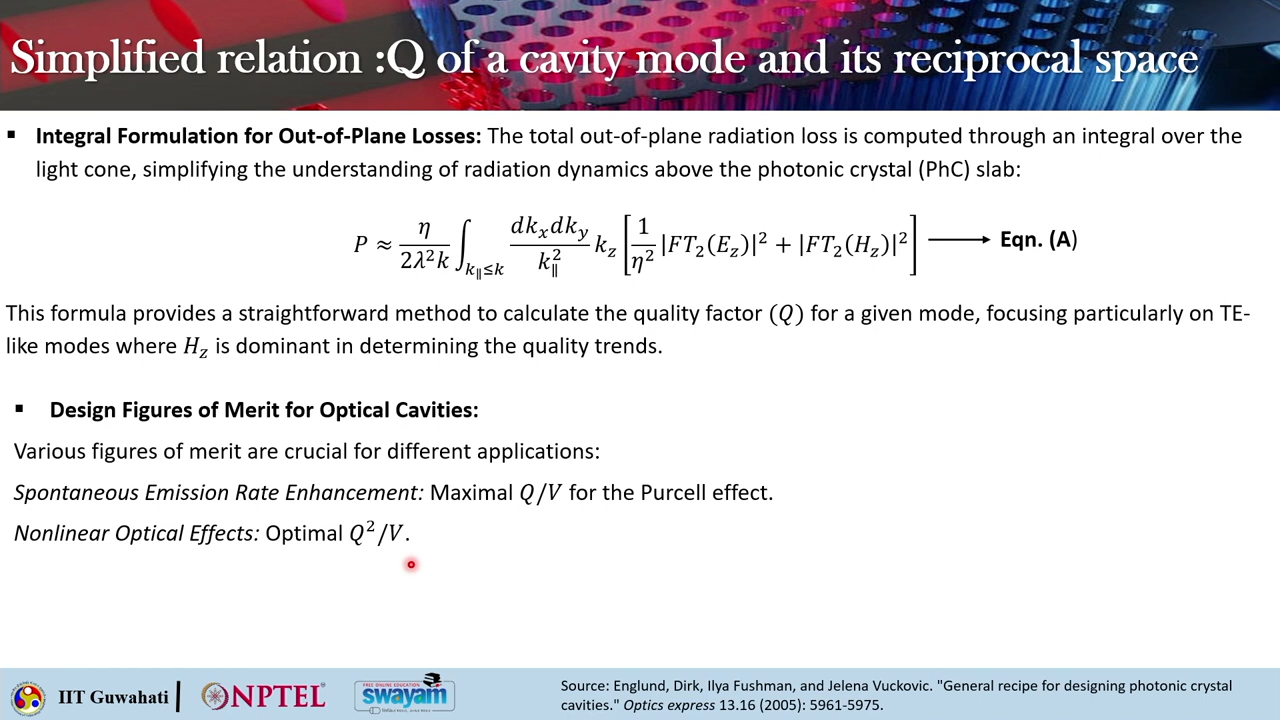 Simplified relation :Q of a cavity mode and its reciprocal space
▪ Integral Formulation for Out-of-Plane Losses: The total out-of-plane radiation loss is computed through an integral over the
light cone, simplifying the understanding of radiation dynamics above the photonic crystal (PhC) slab:
P ≈ η/(2λ²k) ∫_{k∥≤k} (dkₓdk_y/k∥²) k_z [1/η² |FT₂(E_z)|² + |FT₂(H_z)|²] ⟶ Eqn. (A)
This formula provides a straightforward method to calculate the quality factor (Q) for a given mode, focusing particularly on TE-
like modes where H_z is dominant in determining the quality trends.
▪ Design Figures of Merit for Optical Cavities:
Various figures of merit are crucial for different applications:
Spontaneous Emission Rate Enhancement: Maximal Q/V for the Purcell effect.
Nonlinear Optical Effects: Optimal Q²/V.
IIT Guwahati
NPTEL
FREE ONLINE EDUCATION
swayam
Source: Englund, Dirk, Ilya Fushman, and Jelena Vuckovic. "General recipe for designing photonic crystal
cavities." Optics express 13.16 (2005): 5961-5975.